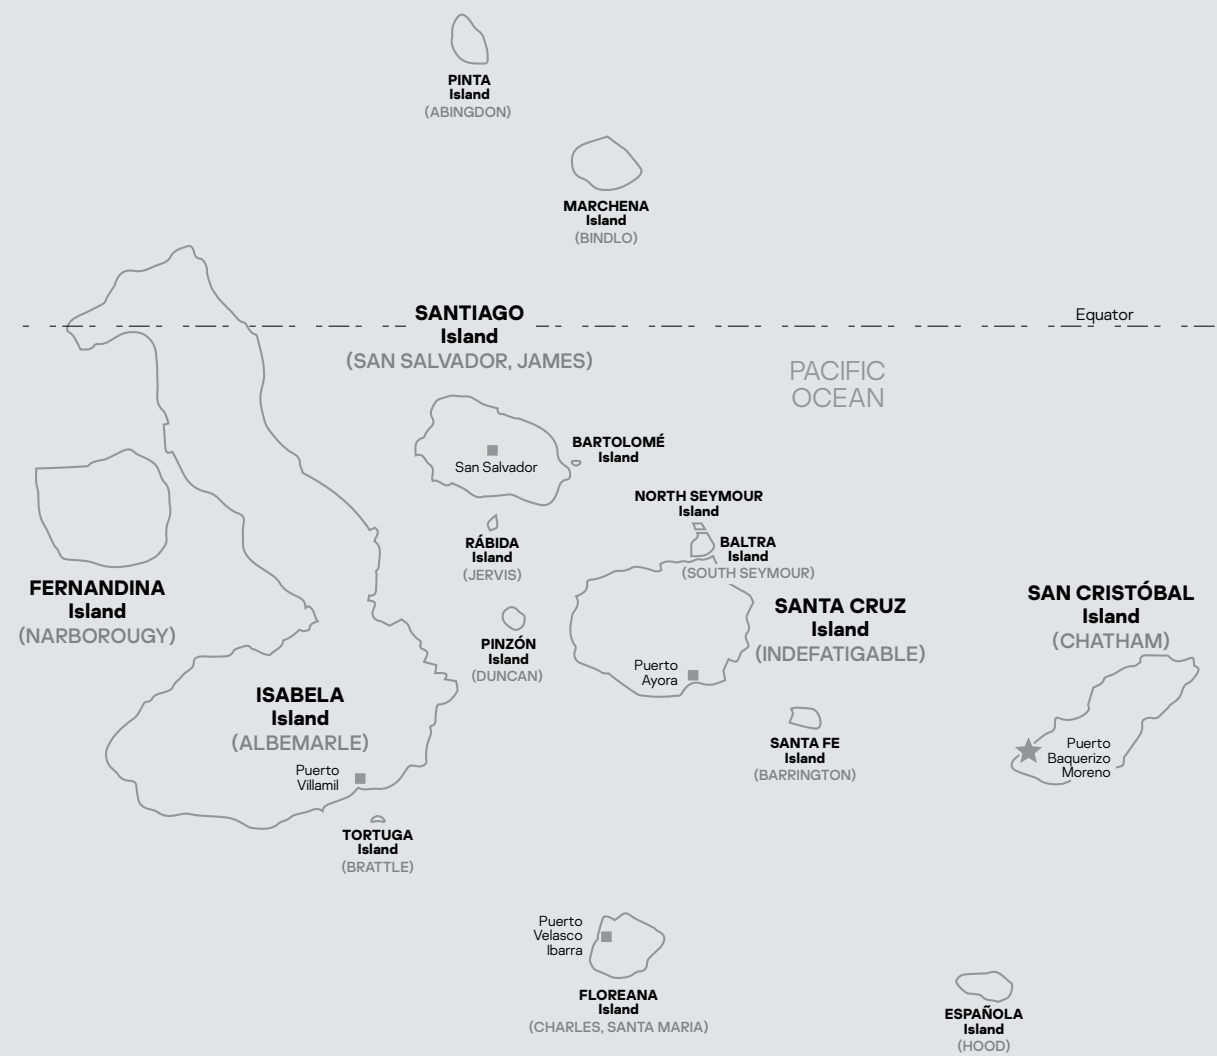 PINTA
Island
(ABINGDON)
MARCHENA
Island
(BINDLO)
SANTIAGO
Island
(SAN SALVADOR, JAMES)
Equator
PACIFIC
OCEAN
San Salvador
BARTOLOMÉ
Island
NORTH SEYMOUR
Island
RÁBIDA
Island
(JERVIS)
BALTRA
Island
(SOUTH SEYMOUR)
FERNANDINA
Island
(NARBOROUGY)
SANTA CRUZ
Island
(INDEFATIGABLE)
SAN CRISTÓBAL
Island
(CHATHAM)
PINZÓN
Island
(DUNCAN)
Puerto
Ayora
ISABELA
Island
(ALBEMARLE)
Puerto
Villamil
SANTA FE
Island
(BARRINGTON)
Puerto
Baquerizo
Moreno
TORTUGA
Island
(BRATTLE)
Puerto
Velasco
Ibarra
FLOREANA
Island
(CHARLES, SANTA MARIA)
ESPAÑOLA
Island
(HOOD)